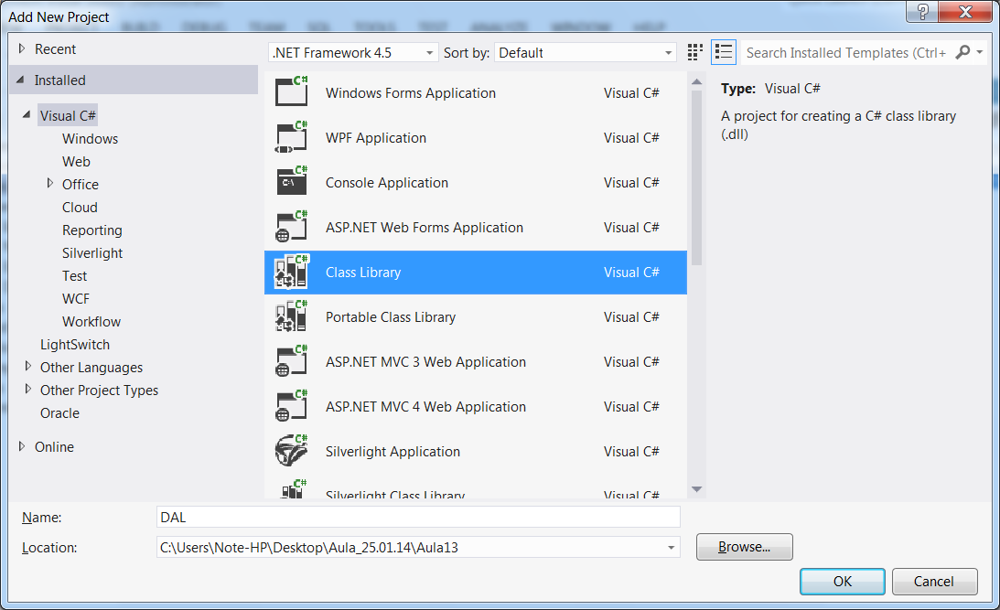 Add New Project
Recent
Installed
Visual C#
Windows
Web
Office
Cloud
Reporting
Silverlight
Test
WCF
Workflow
LightSwitch
Other Languages
Other Project Types
Oracle
Online
.NET Framework 4.5
Sort by: Default
Search Installed Templates (Ctrl+
Windows Forms Application Visual C#
WPF Application Visual C#
Console Application Visual C#
ASP.NET Web Forms Application Visual C#
Class Library Visual C#
Portable Class Library Visual C#
ASP.NET MVC 3 Web Application Visual C#
ASP.NET MVC 4 Web Application Visual C#
Silverlight Application Visual C#
Silverlight Class Library Visual C#
Type: Visual C#
A project for creating a C# class library
(.dll)
Name: DAL
Location: C:\Users\Note-HP\Desktop\Aula_25.01.14\Aula13
Browse...
OK
Cancel